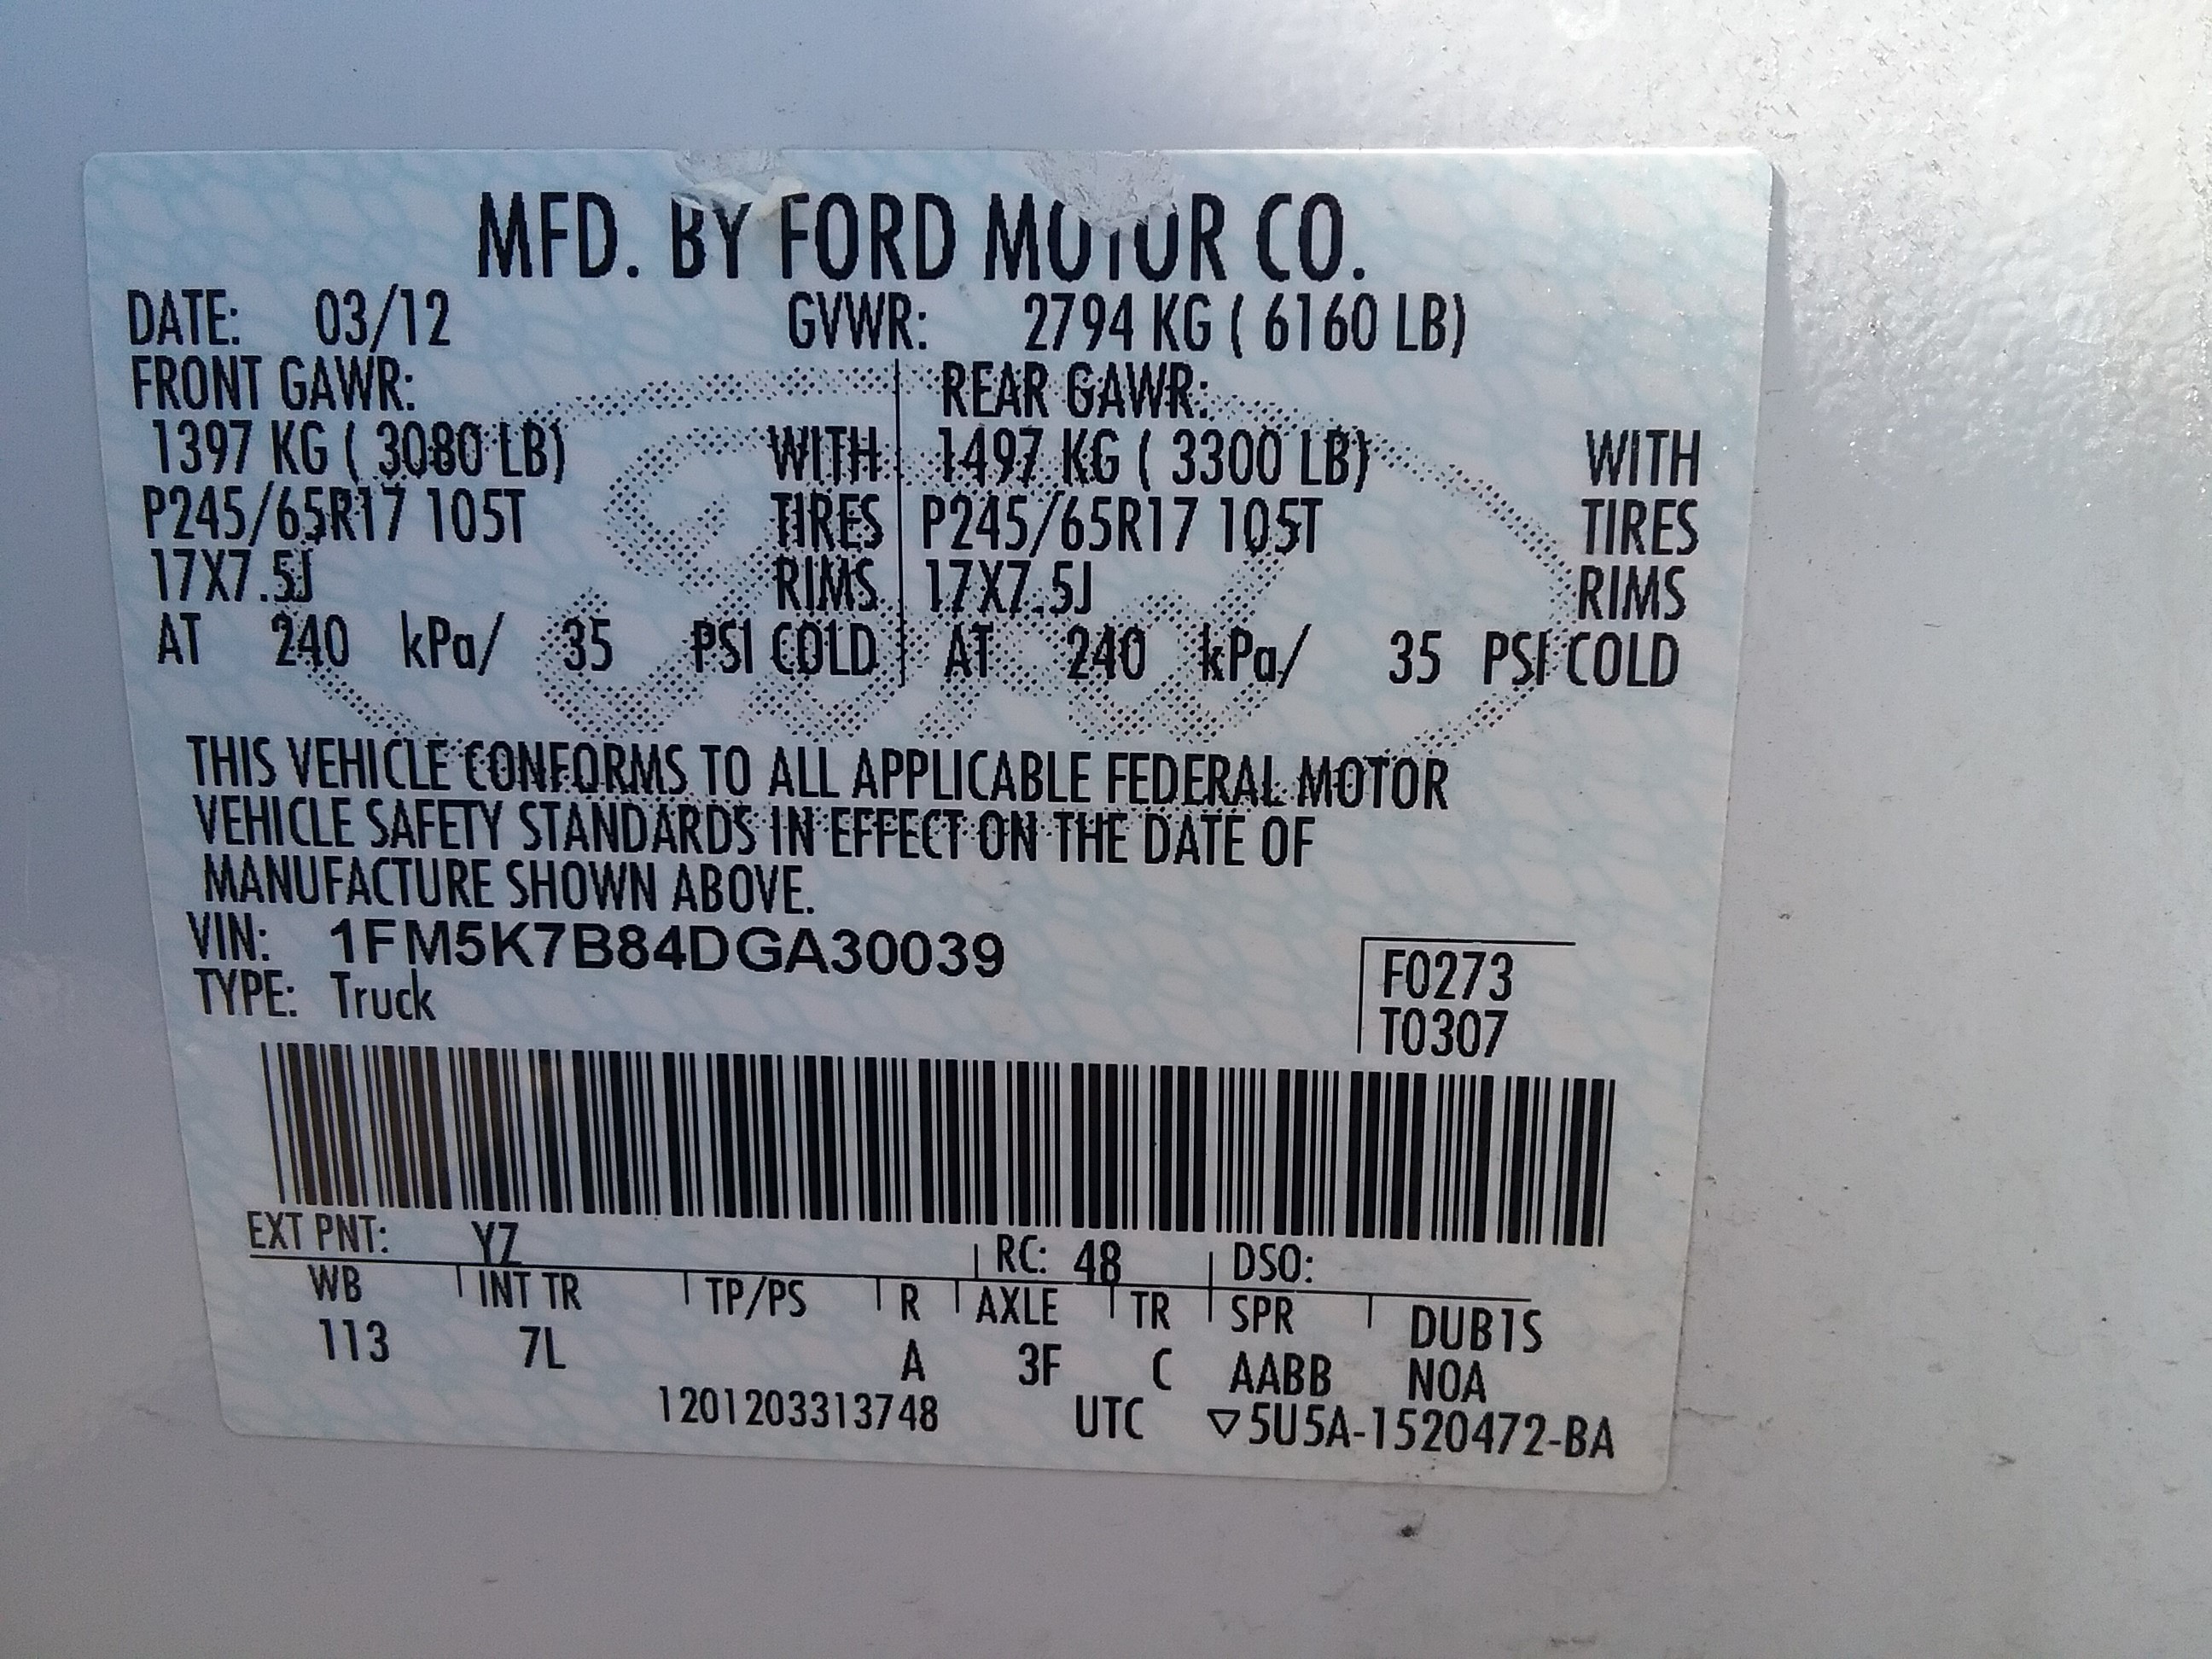 MFD. BY FORD MOTOR CO.
DATE: 03/12 GVWR: 2794 KG ( 6160 LB)
FRONT GAWR: REAR GAWR:
1397 KG ( 3080 LB) WITH 1497 KG ( 3300 LB) WITH
P245/65R17 105T TIRES P245/65R17 105T TIRES
17X7.5J RIMS 17X7.5J RIMS
AT 240 kPa/ 35 PSI COLD AT 240 kPa/ 35 PSI COLD
THIS VEHICLE CONFORMS TO ALL APPLICABLE FEDERAL MOTOR
VEHICLE SAFETY STANDARDS IN EFFECT ON THE DATE OF
MANUFACTURE SHOWN ABOVE.
VIN: 1FM5K7B84DGA30039
F0273
TYPE: Truck
T0307
EXT PNT: YZ RC: 48 DSO:
WB INT TR TP/PS R AXLE TR SPR DUB1S
113 7L A 3F C AABB NOA
1201203313748 UTC ▽5U5A-1520472-BA